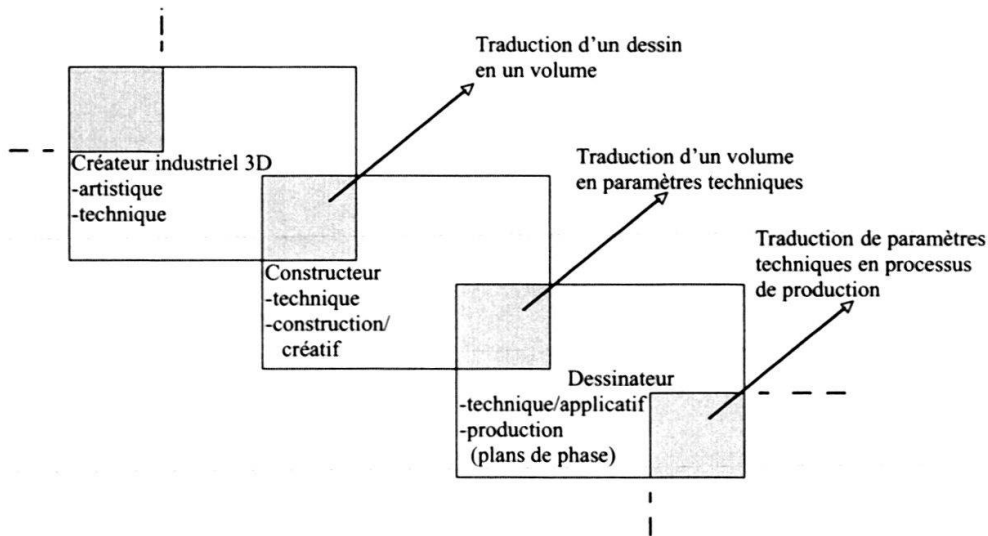 Traduction d'un dessin
en un volume
Créateur industriel 3D
-artistique
-technique
Traduction d'un volume
en paramètres techniques
Constructeur
-technique
-construction/
créatif
Traduction de paramètres
techniques en processus
de production
Dessinateur
-technique/applicatif
-production
(plans de phase)